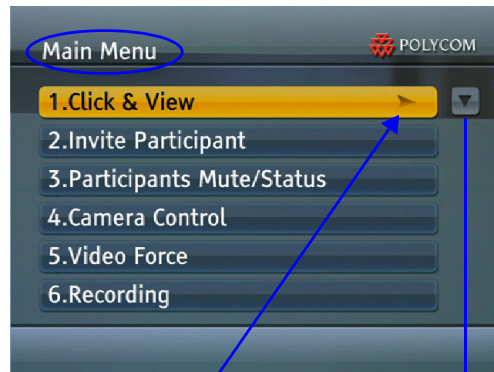 Main Menu
POLYCOM
1.Click & View
2.Invite Participant
3.Participants Mute/Status
4.Camera Control
5.Video Force
6.Recording